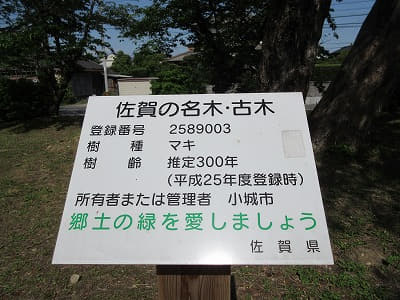 佐賀の名木・古木
登録番号 2589003
樹種 マキ
樹齢 推定300年
(平成25年度登録時)
所有者または管理者 小城市
郷土の緑を愛しましょう
佐賀県